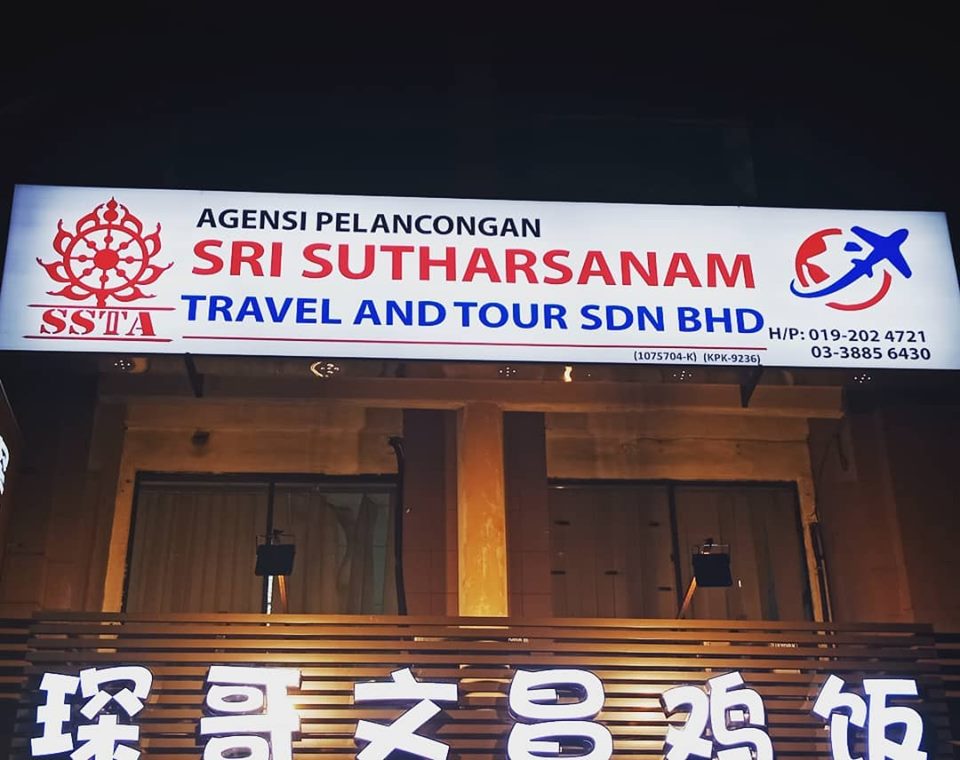 AGENSI PELANCONGAN
SRI SUTHARSANAM
SSTA
TRAVEL AND TOUR SDN BHD
H/P: 019-202 4721
03-3885 6430
(1075704-K) (KPK-9236)
琛哥文昌鸡饭